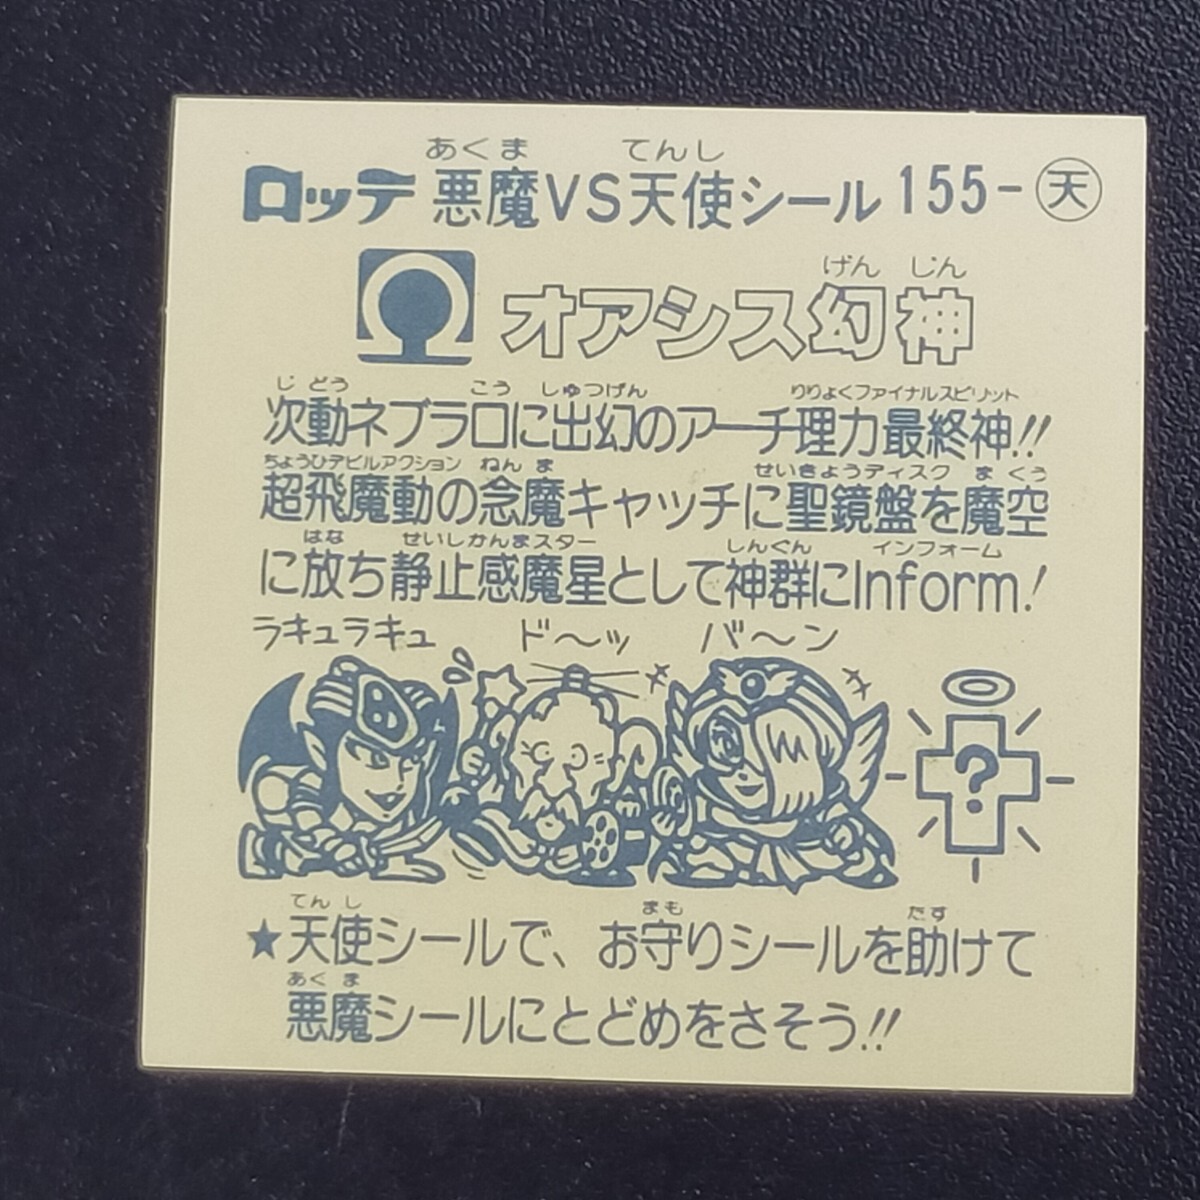 あくま てんし
ロッテ 悪魔VS天使シール 155-天
げん じん
Ω オアシス幻神
じ どう こう しゅつげん りりょくファイナルスピリット
次動ネブラ口に出幻のアーチ理力最終神!!
ちょうひデビルアクション ねん ま せいきょうディスク ま くう
超飛魔動の念魔キャッチに聖鏡盤を魔空
はな せいしかんまスター しんぐん インフォーム
に放ち静止感魔星として神群にInform!
ラキュラキュ ド〜ッ バ〜ン
?
てん し まも たす
★天使シールで、お守りシールを助けて
あく ま
悪魔シールにとどめをさそう!!